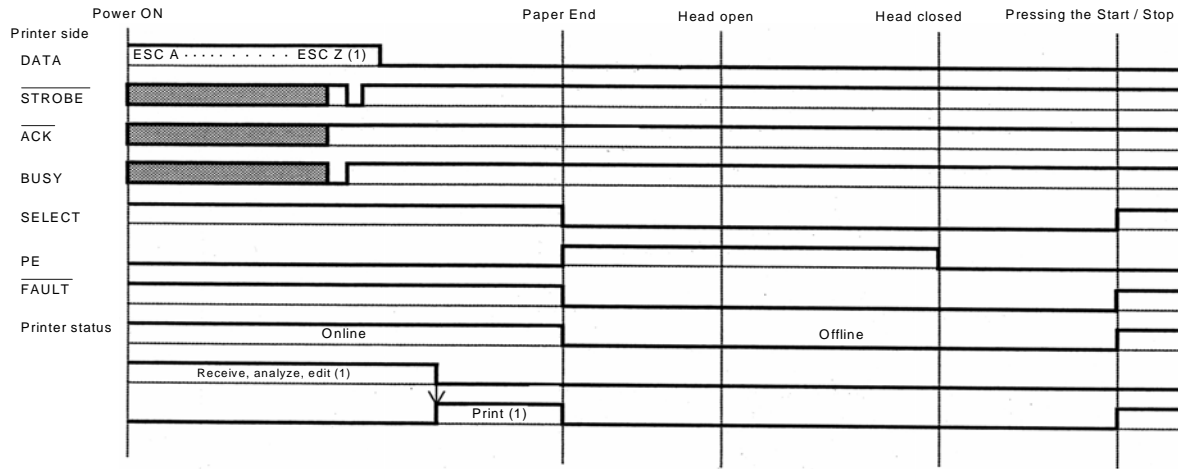 Power ON Paper End Head open Head closed Pressing the Start / Stop
Printer side
DATA ESC A · · · · · · · · · · ESC Z (1)
STROBE
ACK
BUSY
SELECT
PE
FAULT
Printer status Online Offline
Receive, analyze, edit (1)
Print (1)